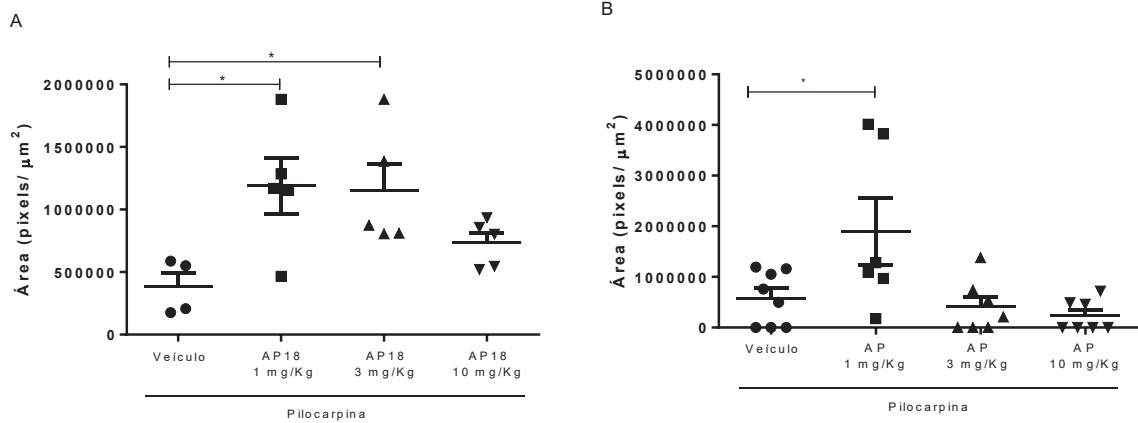 A
*
*
2000000
1500000
1000000
500000
0
Área (pixels/ μm²)
Veículo
AP18
1 mg/Kg
AP18
3 mg/Kg
AP18
10 mg/Kg
Pilocarpina
B
*
5000000
4000000
3000000
2000000
1000000
0
Área (pixels/ μm²)
Veículo
AP
1 mg/Kg
AP
3 mg/Kg
AP
10 mg/Kg
Pilocarpina